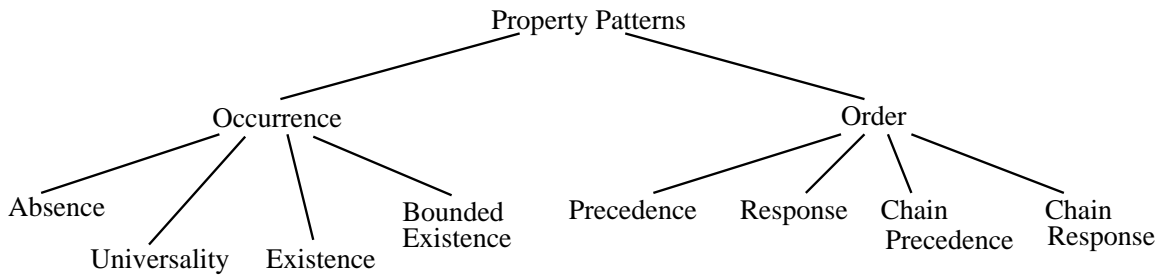 Property Patterns
Occurrence
Order
Absence
Universality
Existence
Bounded
Existence
Precedence
Response
Chain
Precedence
Chain
Response